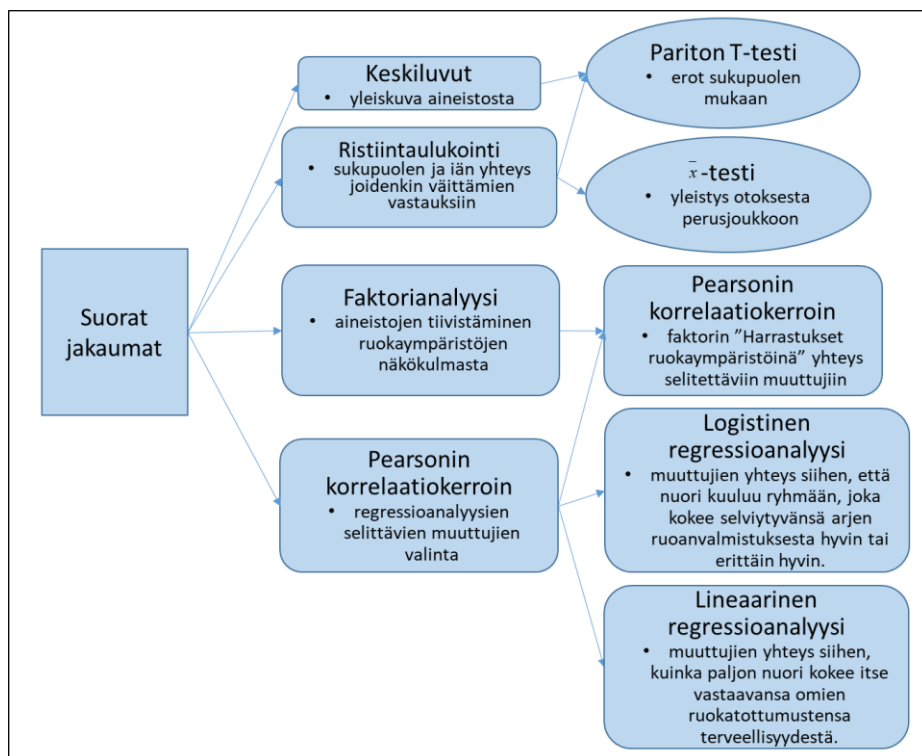 Suorat
jakaumat
Keskiluvut
• yleiskuva aineistosta
Ristiintaulukointi
• sukupuolen ja iän yhteys
joidenkin väittämien
vastauksiin
Faktorianalyysi
• aineistojen tiivistäminen
ruokaympäristöjen
näkökulmasta
Pearsonin
korrelaatiokerroin
• regressioanalyysien
selittävien muuttujien
valinta
Pariton T-testi
• erot sukupuolen
mukaan
x̄ -testi
• yleistys otoksesta
perusjoukkoon
Pearsonin
korrelaatiokerroin
• faktorin ”Harrastukset
ruokaympäristöinä” yhteys
selitettäviin muuttujiin
Logistinen
regressioanalyysi
• muuttujien yhteys siihen, että
nuori kuuluu ryhmään, joka
kokee selviytyvänsä arjen
ruoanvalmistuksesta hyvin tai
erittäin hyvin.
Lineaarinen
regressioanalyysi
• muuttujien yhteys siihen,
kuinka paljon nuori kokee itse
vastaavansa omien
ruokatottumustensa
terveellisyydestä.